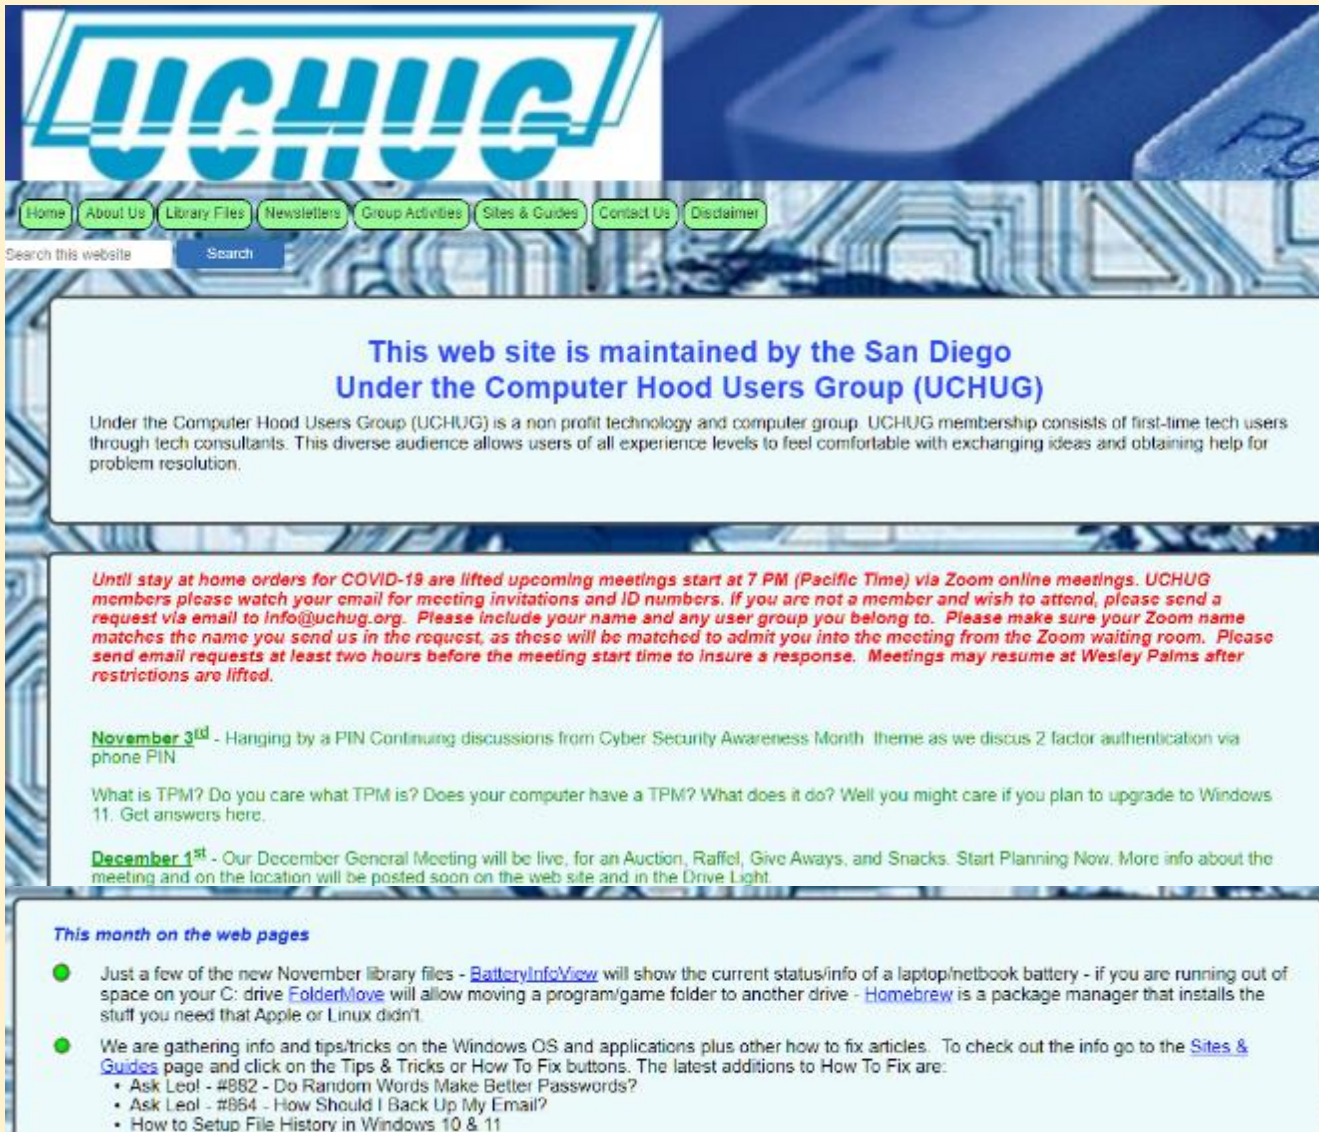 UCHUG
Pg
Home About Us Library Files Newsletters Group Activities Sites & Guides Contact Us Disclaimer
Search this website Search
This web site is maintained by the San Diego
Under the Computer Hood Users Group (UCHUG)
Under the Computer Hood Users Group (UCHUG) is a non profit technology and computer group. UCHUG membership consists of first-time tech users
through tech consultants. This diverse audience allows users of all experience levels to feel comfortable with exchanging ideas and obtaining help for
problem resolution.
Until stay at home orders for COVID-19 are lifted upcoming meetings start at 7 PM (Pacific Time) via Zoom online meetings. UCHUG
members please watch your email for meeting invitations and ID numbers. If you are not a member and wish to attend, please send a
request via email to info@uchug.org. Please include your name and any user group you belong to. Please make sure your Zoom name
matches the name you send us in the request, as these will be matched to admit you into the meeting from the Zoom waiting room. Please
send email requests at least two hours before the meeting start time to insure a response. Meetings may resume at Wesley Palms after
restrictions are lifted.
November 3rd - Hanging by a PIN Continuing discussions from Cyber Security Awareness Month theme as we discus 2 factor authentication via
phone PIN
What is TPM? Do you care what TPM is? Does your computer have a TPM? What does it do? Well you might care if you plan to upgrade to Windows
11. Get answers here.
December 1st - Our December General Meeting will be live, for an Auction, Raffel, Give Aways, and Snacks. Start Planning Now. More info about the
meeting and on the location will be posted soon on the web site and in the Drive Light.
This month on the web pages
Just a few of the new November library files - BatteryInfoView will show the current status/info of a laptop/netbook battery - if you are running out of
space on your C: drive FolderMove will allow moving a program/game folder to another drive - Homebrew is a package manager that installs the
stuff you need that Apple or Linux didn't.
We are gathering info and tips/tricks on the Windows OS and applications plus other how to fix articles. To check out the info go to the Sites &
Guides page and click on the Tips & Tricks or How To Fix buttons. The latest additions to How To Fix are:
• Ask Leo! - #882 - Do Random Words Make Better Passwords?
• Ask Leo! - #864 - How Should I Back Up My Email?
• How to Setup File History in Windows 10 & 11